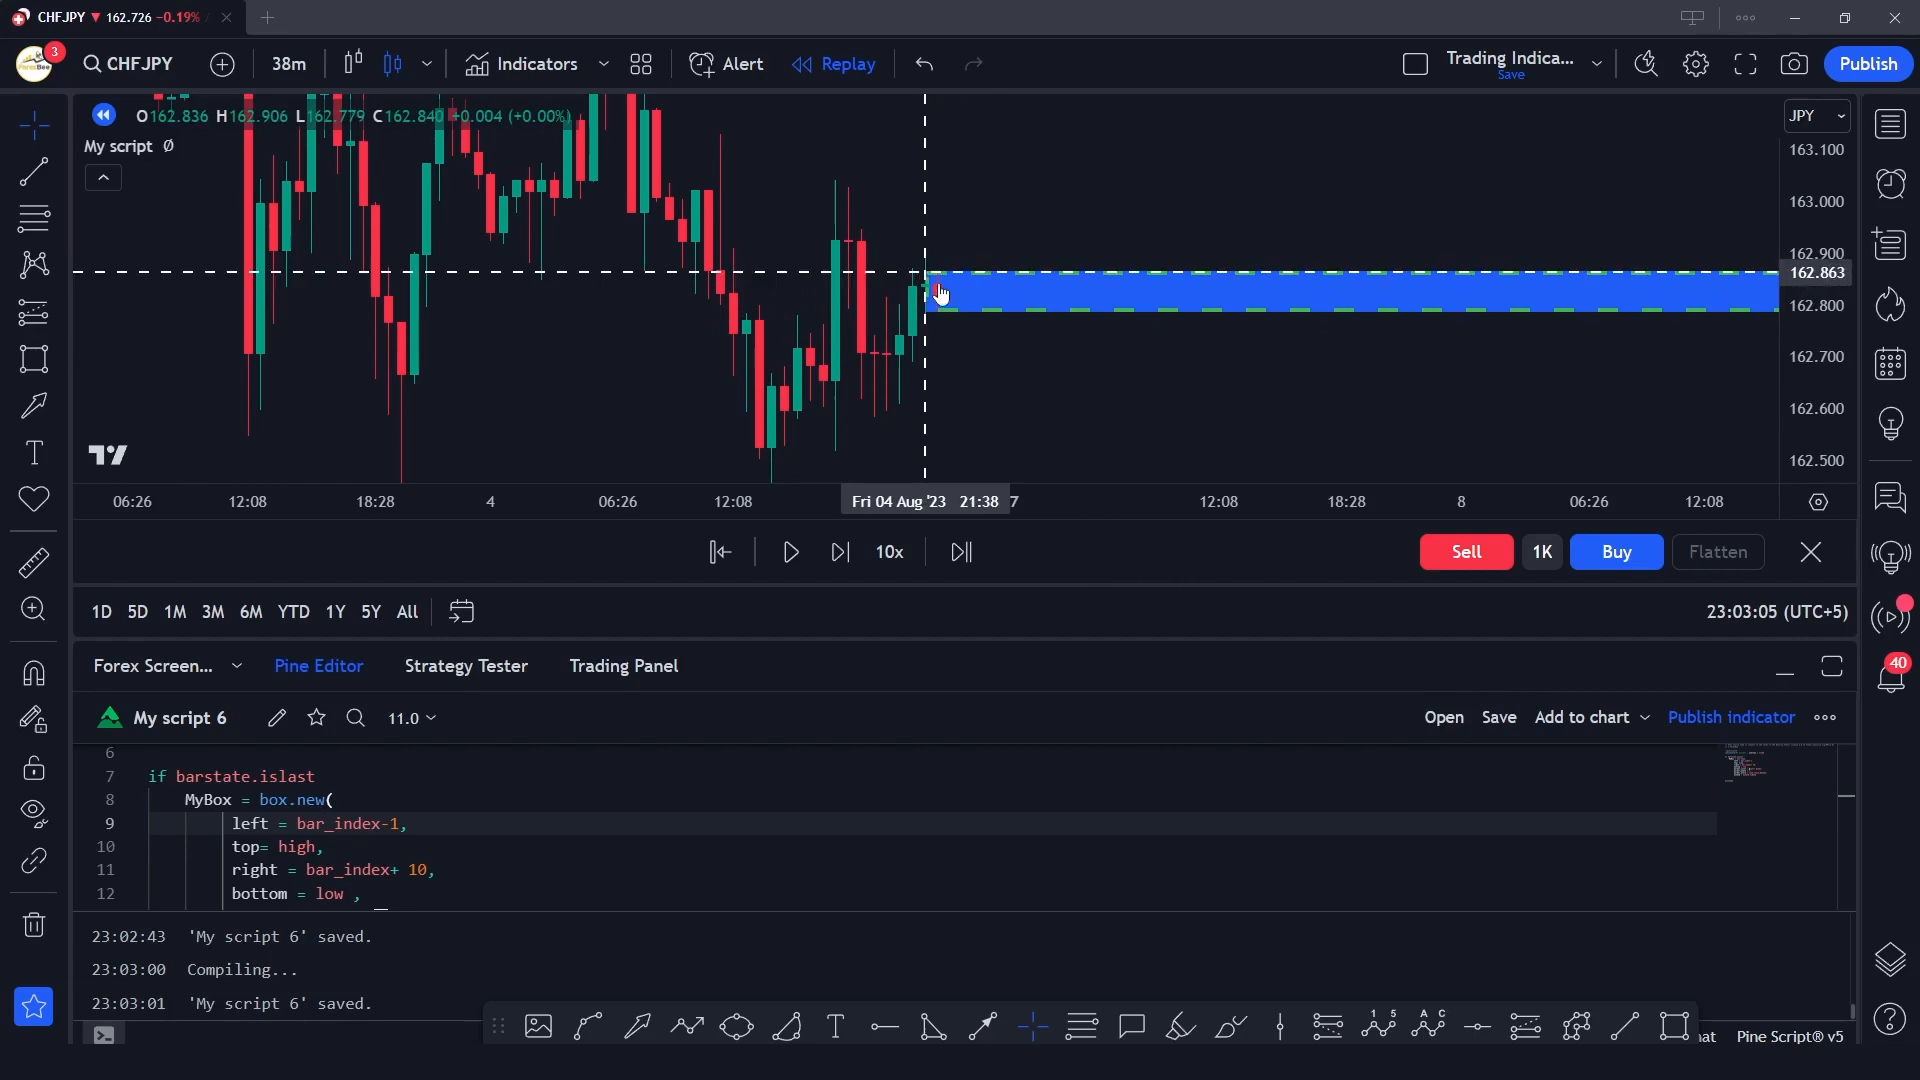 CHFJPY ▼ 162.726 −0.19% /
3
CHFJPY
38m
Indicators
Alert
Replay
Trading Indica...
Save
Publish
O162.836 H162.906 L162.779 C162.840 +0.004 (+0.00%)
My script
JPY
163.100
163.000
162.900
162.863
162.800
162.700
162.600
162.500
06:26 12:08 18:28 4 06:26 12:08 Fri 04 Aug '23 21:38 7 12:08 18:28 8 06:26 12:08
10x
Sell 1K Buy Flatten
1D 5D 1M 3M 6M YTD 1Y 5Y All
23:03:05 (UTC+5)
Forex Screen... Pine Editor Strategy Tester Trading Panel
40
My script 6 11.0
Open Save Add to chart Publish indicator
6
7 if barstate.islast
8 MyBox = box.new(
9 left = bar_index-1,
10 top= high,
11 right = bar_index+ 10,
12 bottom = low ,
23:02:43 'My script 6' saved.
23:03:00 Compiling...
23:03:01 'My script 6' saved.
Pine Script® v5